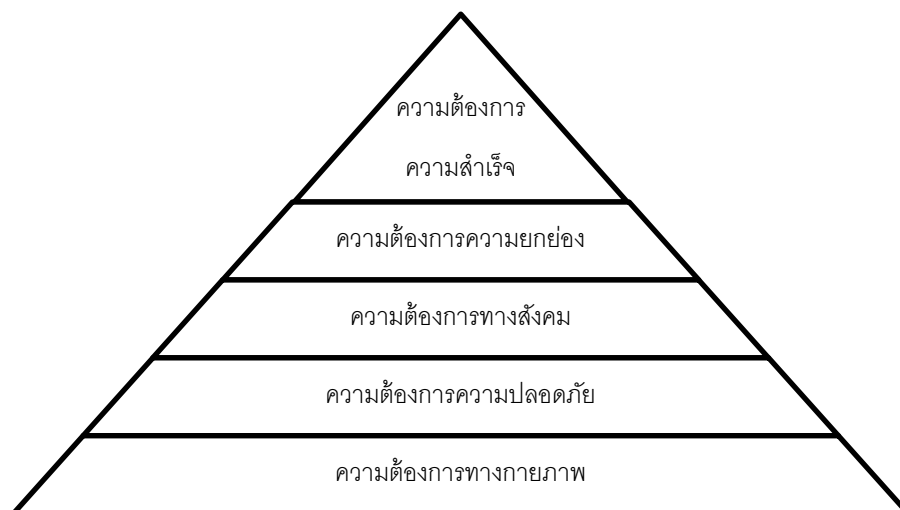 ความต้องการ
ความสำเร็จ
ความต้องการความยกย่อง
ความต้องการทางสังคม
ความต้องการความปลอดภัย
ความต้องการทางกายภาพ